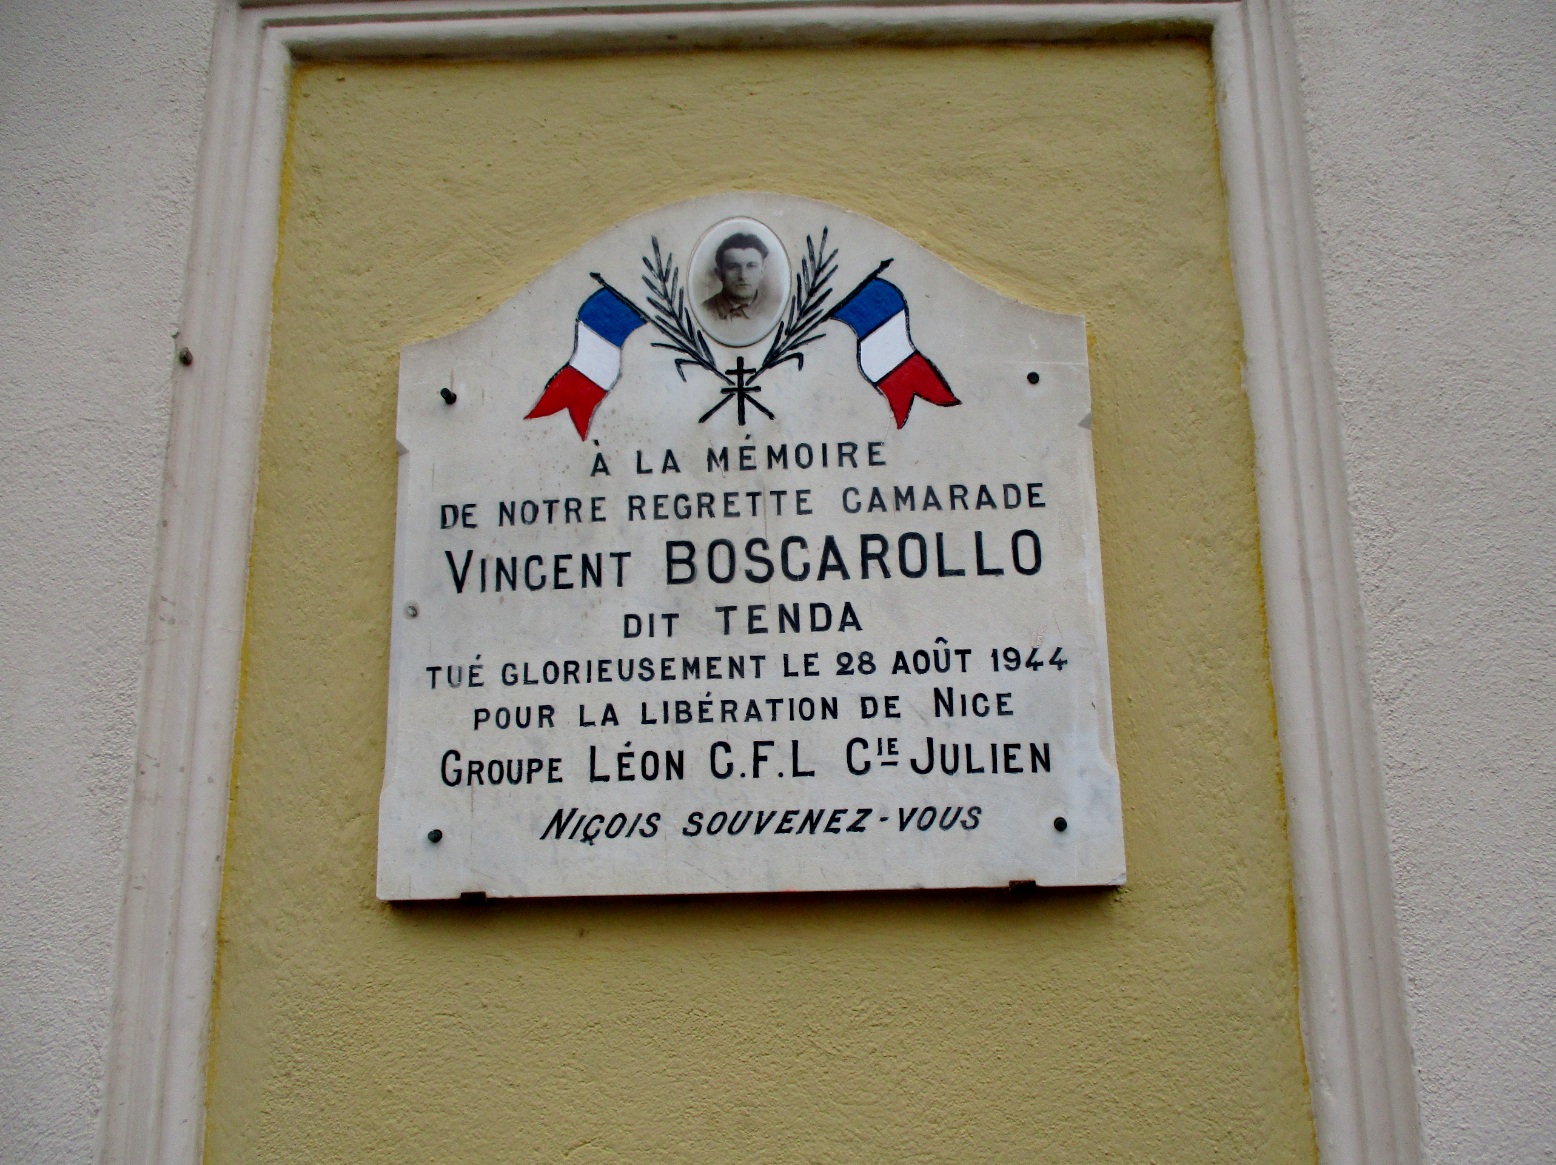 À LA MÉMOIRE
DE NOTRE REGRETTE CAMARADE
VINCENT BOSCAROLLO
DIT TENDA
TUÉ GLORIEUSEMENT LE 28 AOÛT 1944
POUR LA LIBÉRATION DE NICE
GROUPE LÉON C.F.L CIE JULIEN
NIÇOIS SOUVENEZ-VOUS